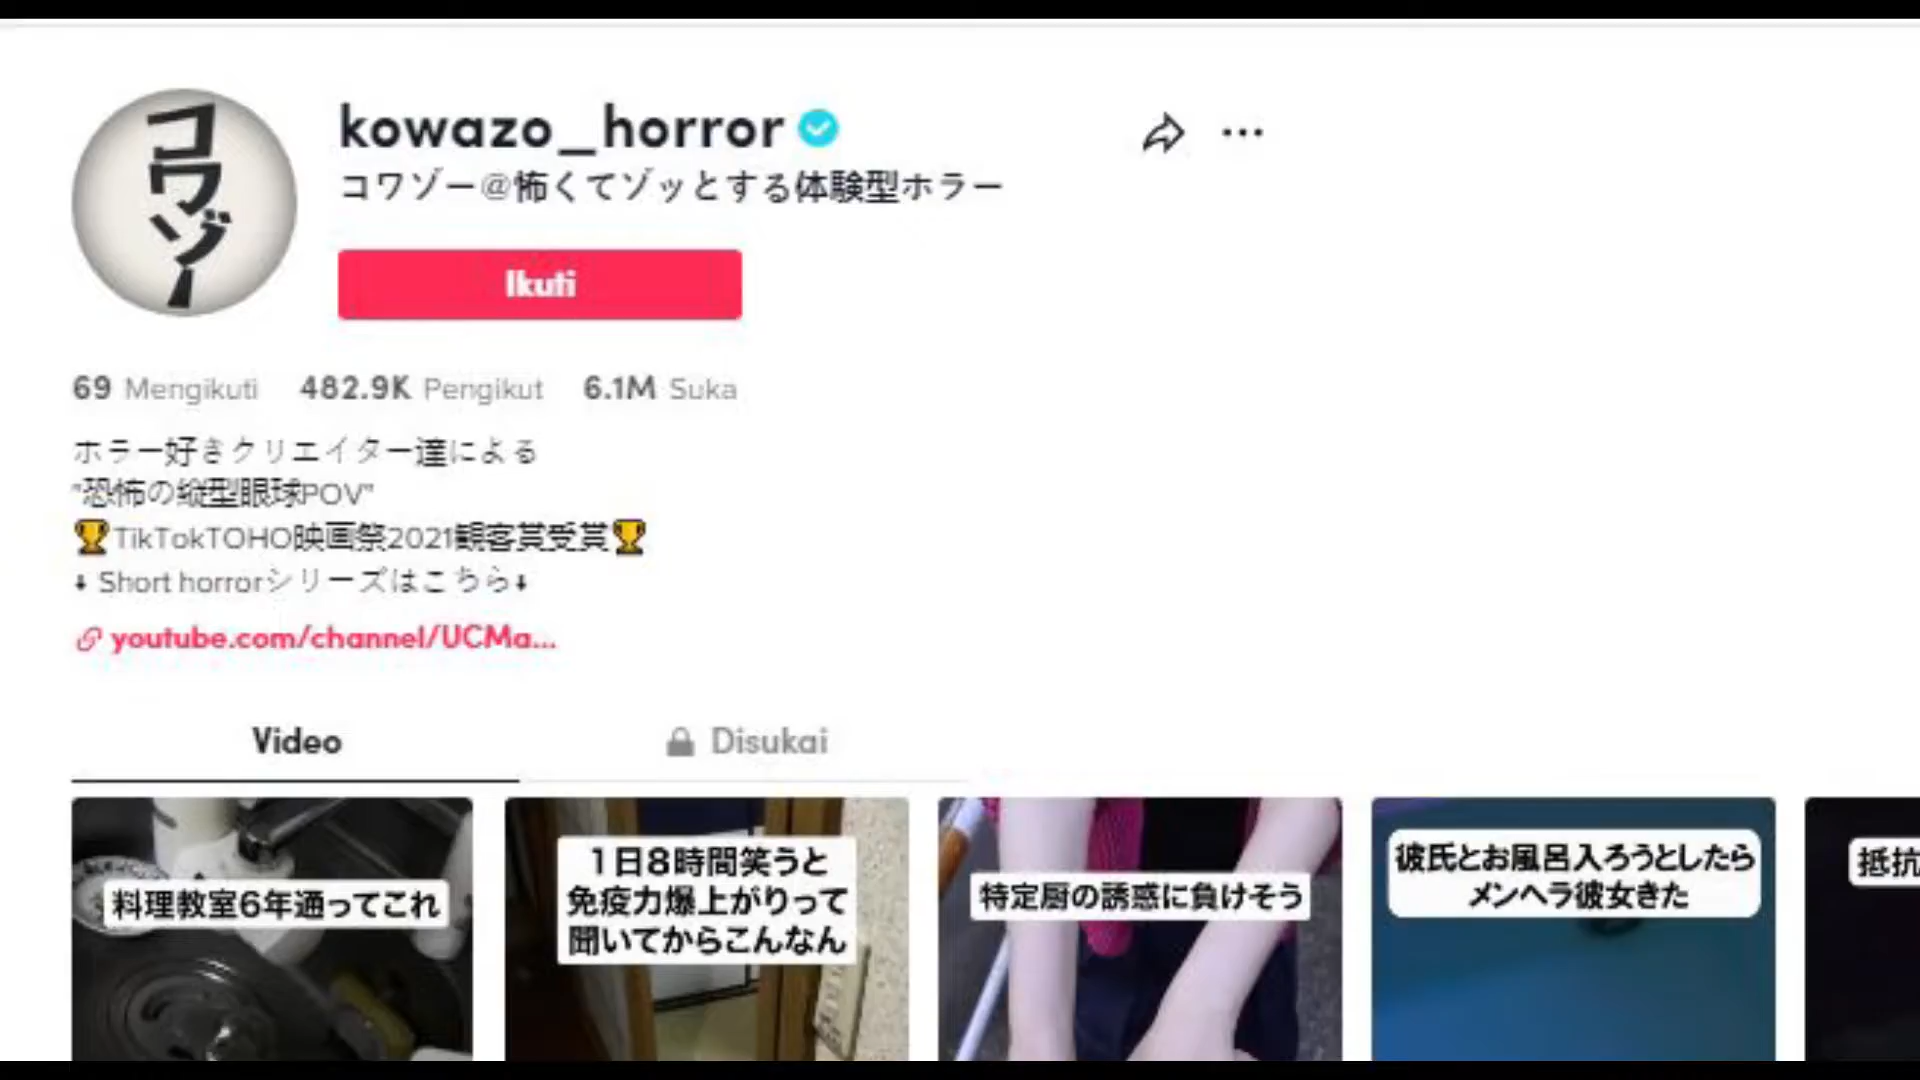 コワゾー
kowazo_horror
コワゾー@怖くてゾッとする体験型ホラー
Ikuti
69 Mengikuti 482.9K Pengikut 6.1M Suka
ホラー好きクリエイター達による
"恐怖の縦型眼球POV"
🏆TikTokTOHO映画祭2021観客賞受賞🏆
⬇ Short horrorシリーズはこちら⬇
youtube.com/channel/UCMa...
Video Disukai
料理教室6年通ってこれ
1日8時間笑うと
免疫力爆上がりって
聞いてからこんなん
特定厨の誘惑に負けそう
彼氏とお風呂入ろうとしたら
メンヘラ彼女きた
抵抗